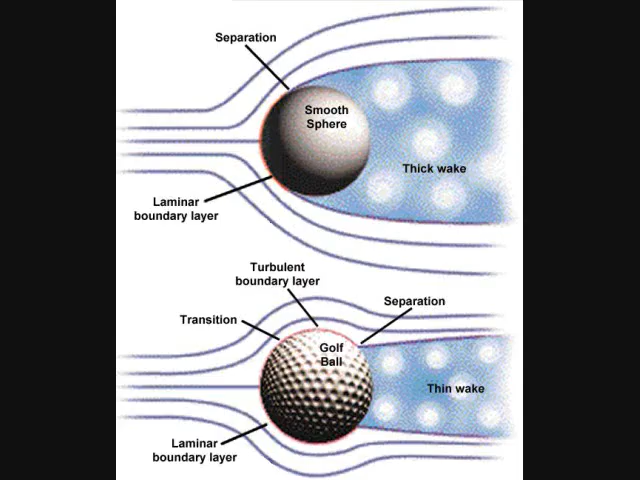 Separation
Smooth
Sphere
Thick wake
Laminar
boundary layer
Turbulent
boundary layer
Separation
Transition
Golf
Ball
Thin wake
Laminar
boundary layer